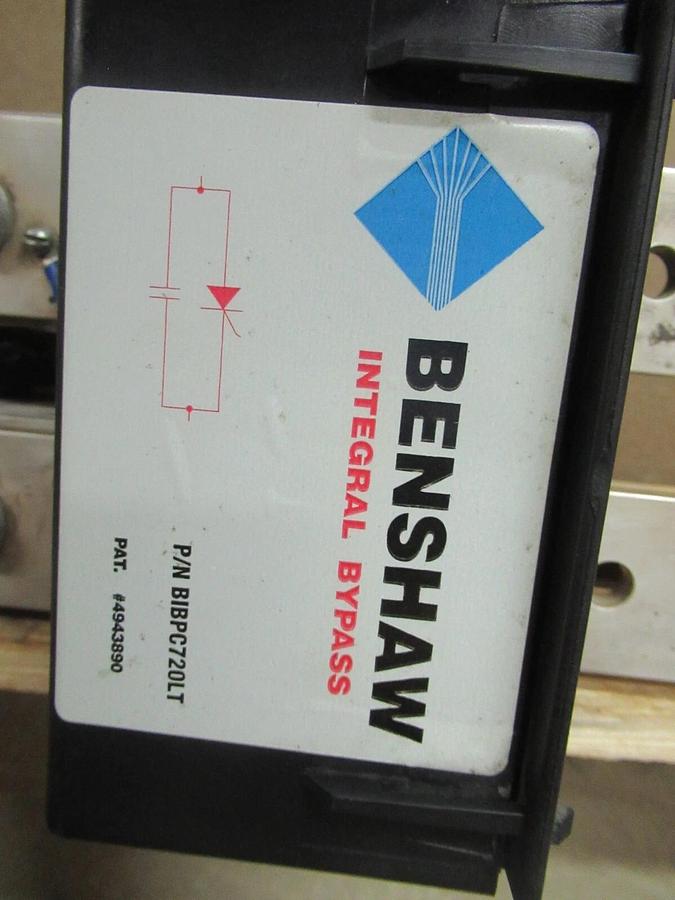 BENSHAW
INTEGRAL BYPASS
P/N BIBPC720LT
PAT. #4943890